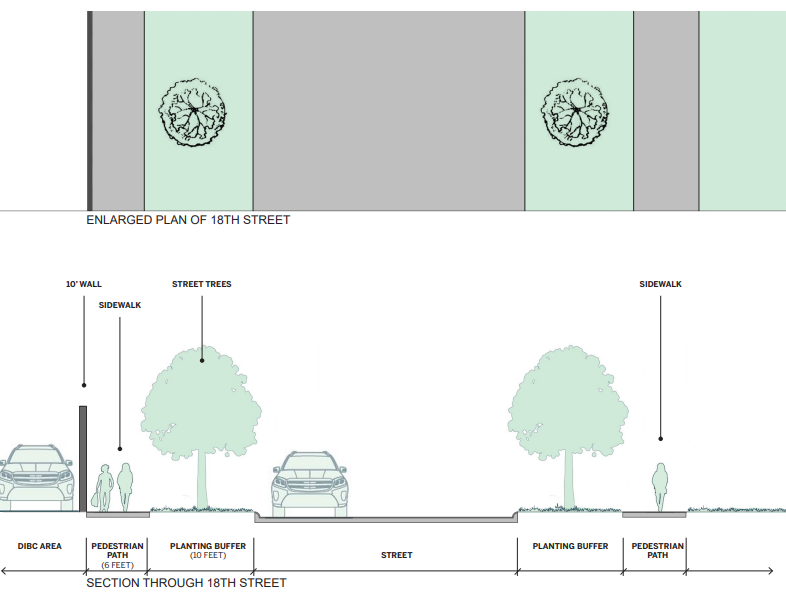 ENLARGED PLAN OF 18TH STREET
10' WALL
STREET TREES
SIDEWALK
SIDEWALK
DIBC AREA
PEDESTRIAN
PATH
(6 FEET)
PLANTING BUFFER
(10 FEET)
STREET
PLANTING BUFFER
PEDESTRIAN
PATH
SECTION THROUGH 18TH STREET